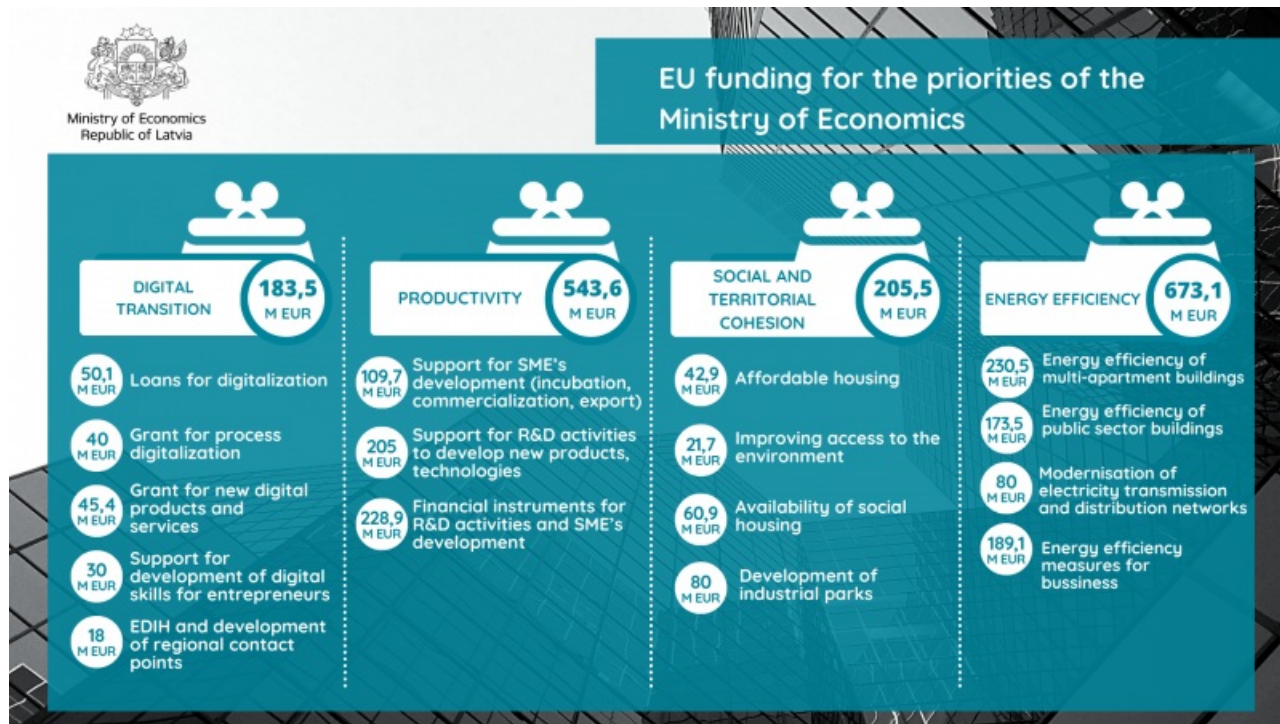 Ministry of Economics
Republic of Latvia
EU funding for the priorities of the
Ministry of Economics
DIGITAL
TRANSITION
183,5
M EUR
50,1
M EUR
Loans for digitalization
40
M EUR
Grant for process
digitalization
45,4
M EUR
Grant for new digital
products and
services
30
M EUR
Support for
development of digital
skills for entrepreneurs
18
M EUR
EDIH and development
of regional contact
points
PRODUCTIVITY
543,6
M EUR
109,7
M EUR
Support for SME's
development (incubation,
commercialization, export)
205
M EUR
Support for R&D activities
to develop new products,
technologies
228,9
M EUR
Financial instruments for
R&D activities and SME's
development
SOCIAL AND
TERRITORIAL
COHESION
205,5
M EUR
42,9
M EUR
Affordable housing
21,7
M EUR
Improving access to the
environment
60,9
M EUR
Availability of social
housing
80
M EUR
Development of
industrial parks
ENERGY EFFICIENCY
673,1
M EUR
230,5
M EUR
Energy efficiency of
multi-apartment buildings
173,5
M EUR
Energy efficiency of
public sector buildings
80
M EUR
Modernisation of
electricity transmission
and distribution networks
189,1
M EUR
Energy efficiency
measures for
bussiness